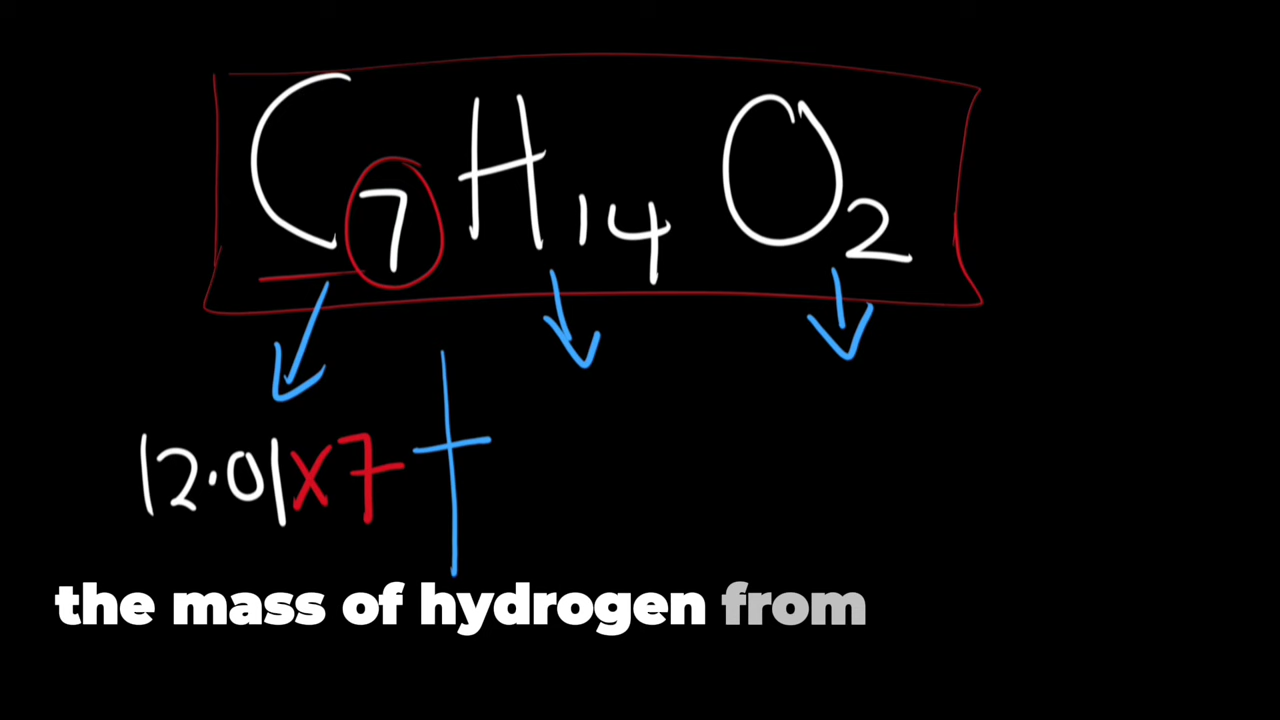 C₇H₁₄O₂
12.01x7 +
the mass of hydrogen from